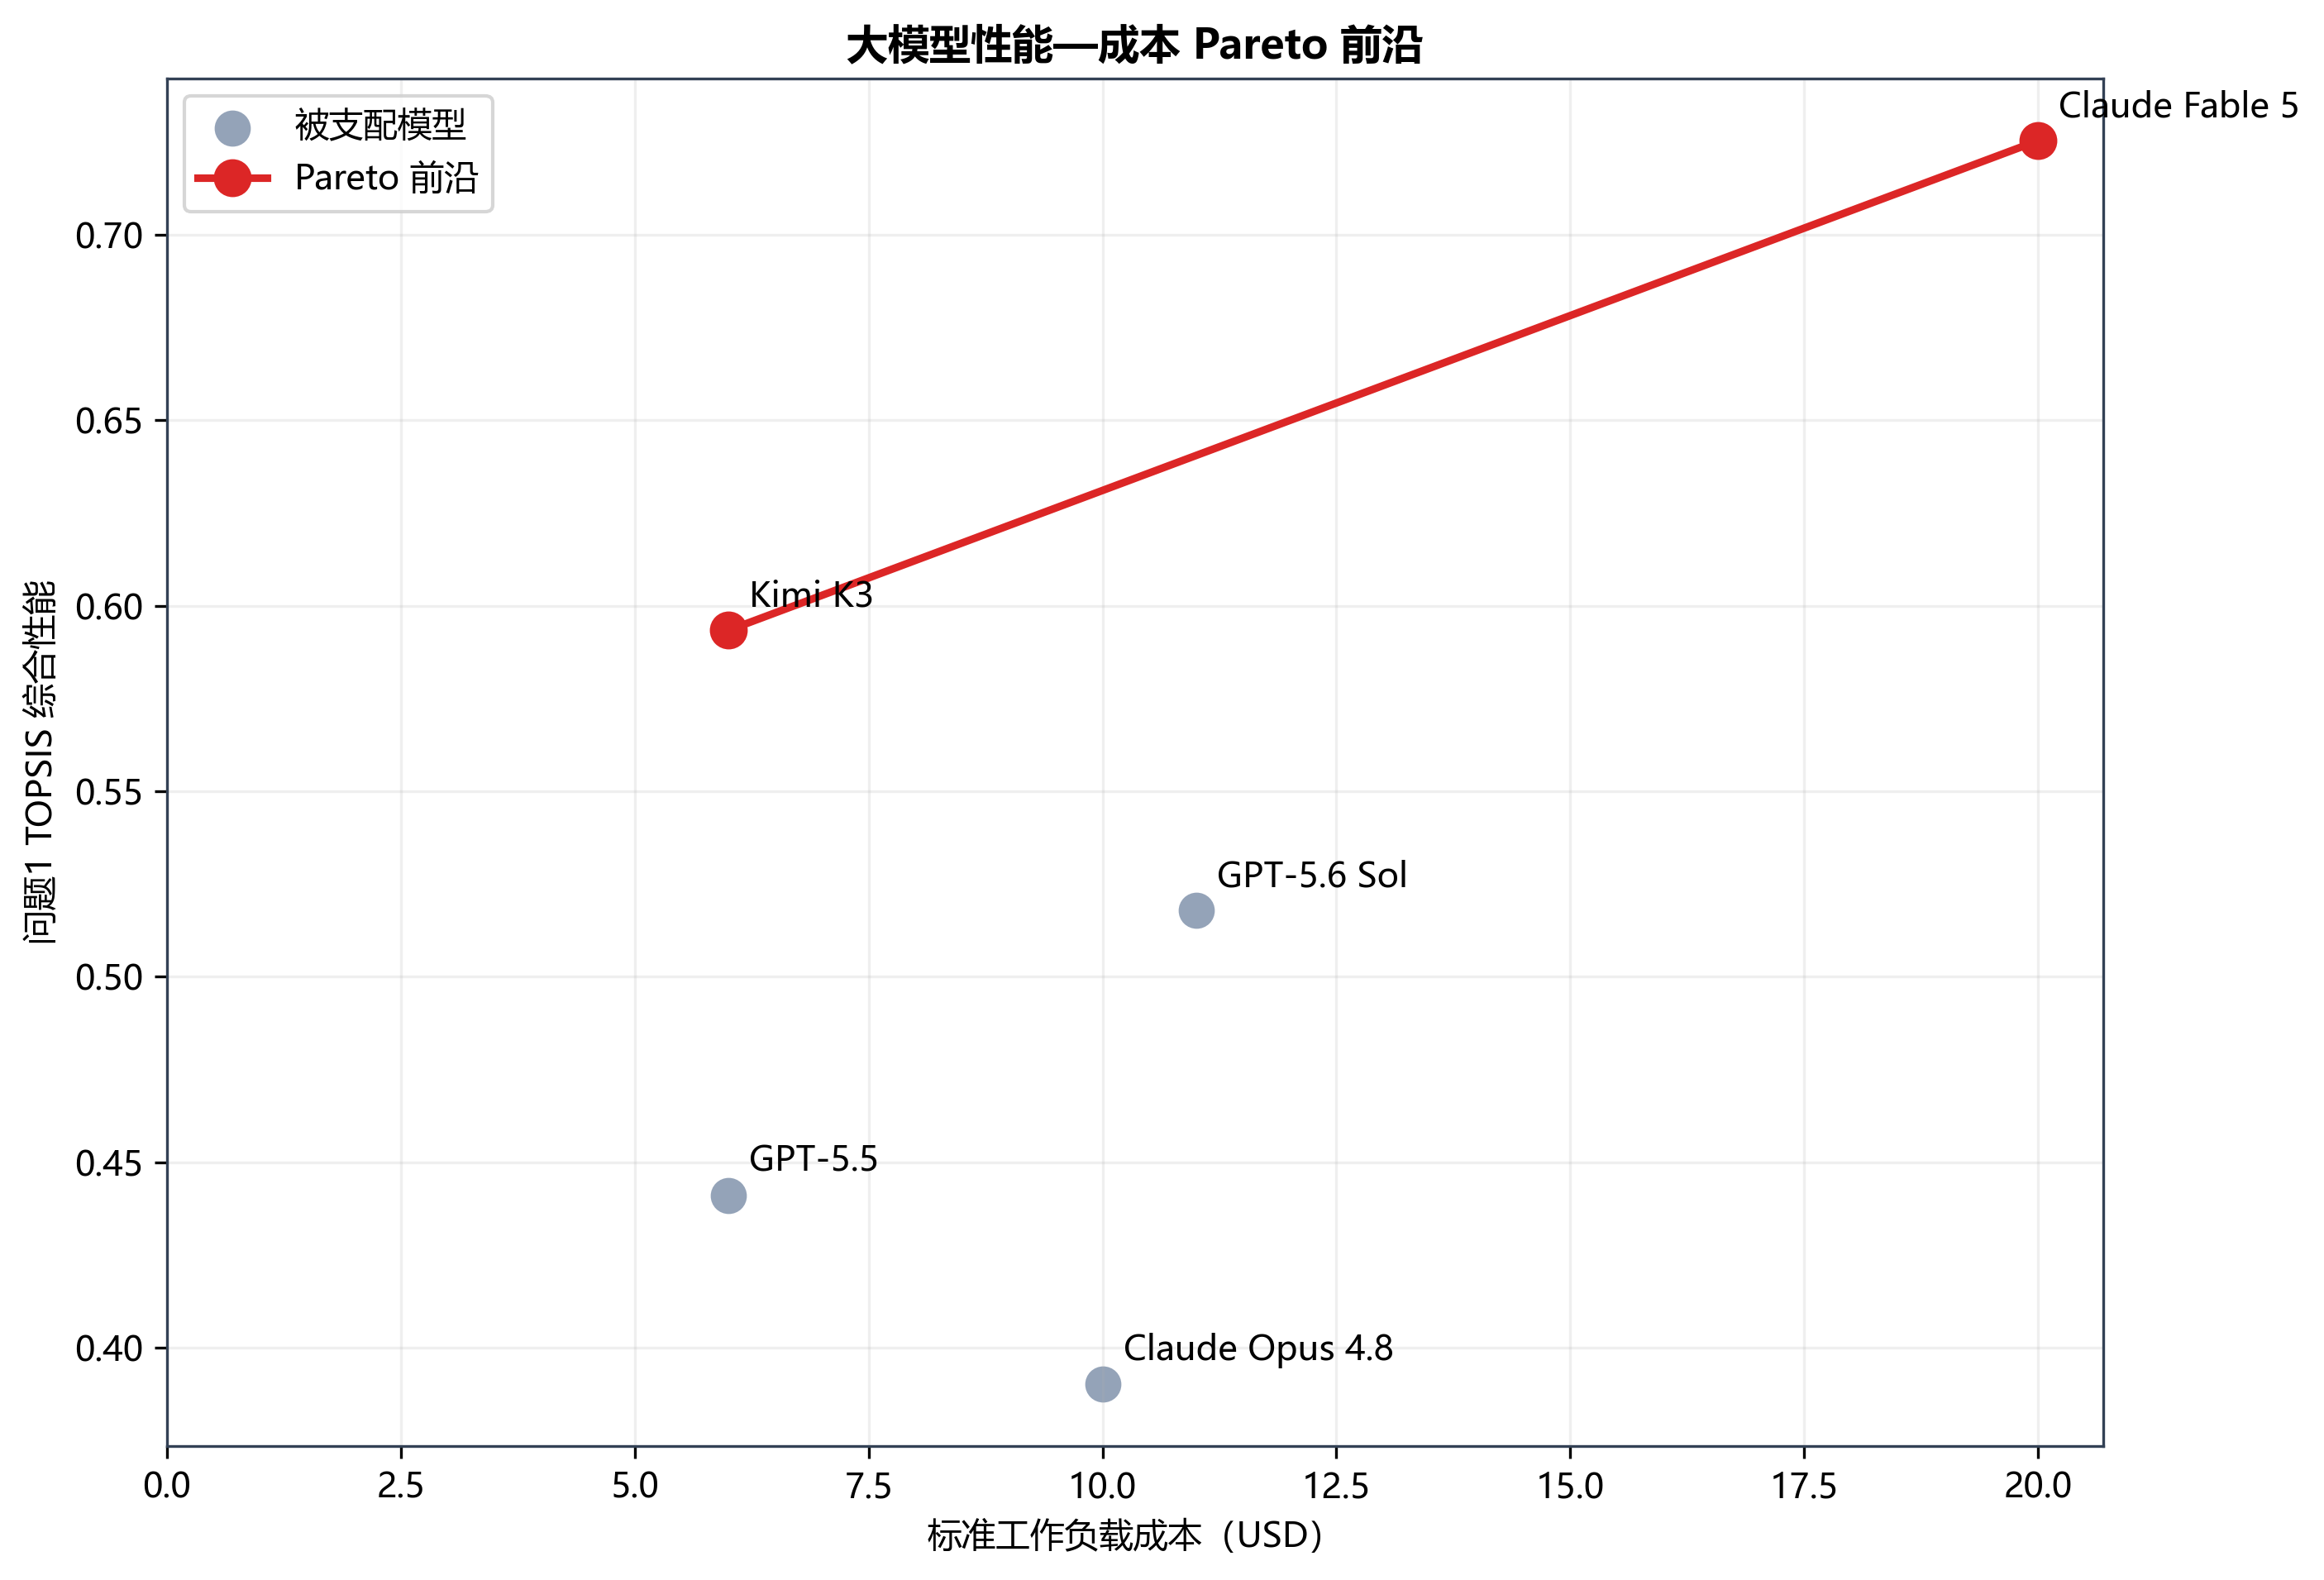 大模型性能—成本 Pareto 前沿
被支配模型
Pareto 前沿
Claude Fable 5
Kimi K3
GPT-5.6 Sol
GPT-5.5
Claude Opus 4.8
问题1 TOPSIS 综合性能
0.70
0.65
0.60
0.55
0.50
0.45
0.40
0.0 2.5 5.0 7.5 10.0 12.5 15.0 17.5 20.0
标准工作负载成本（USD）